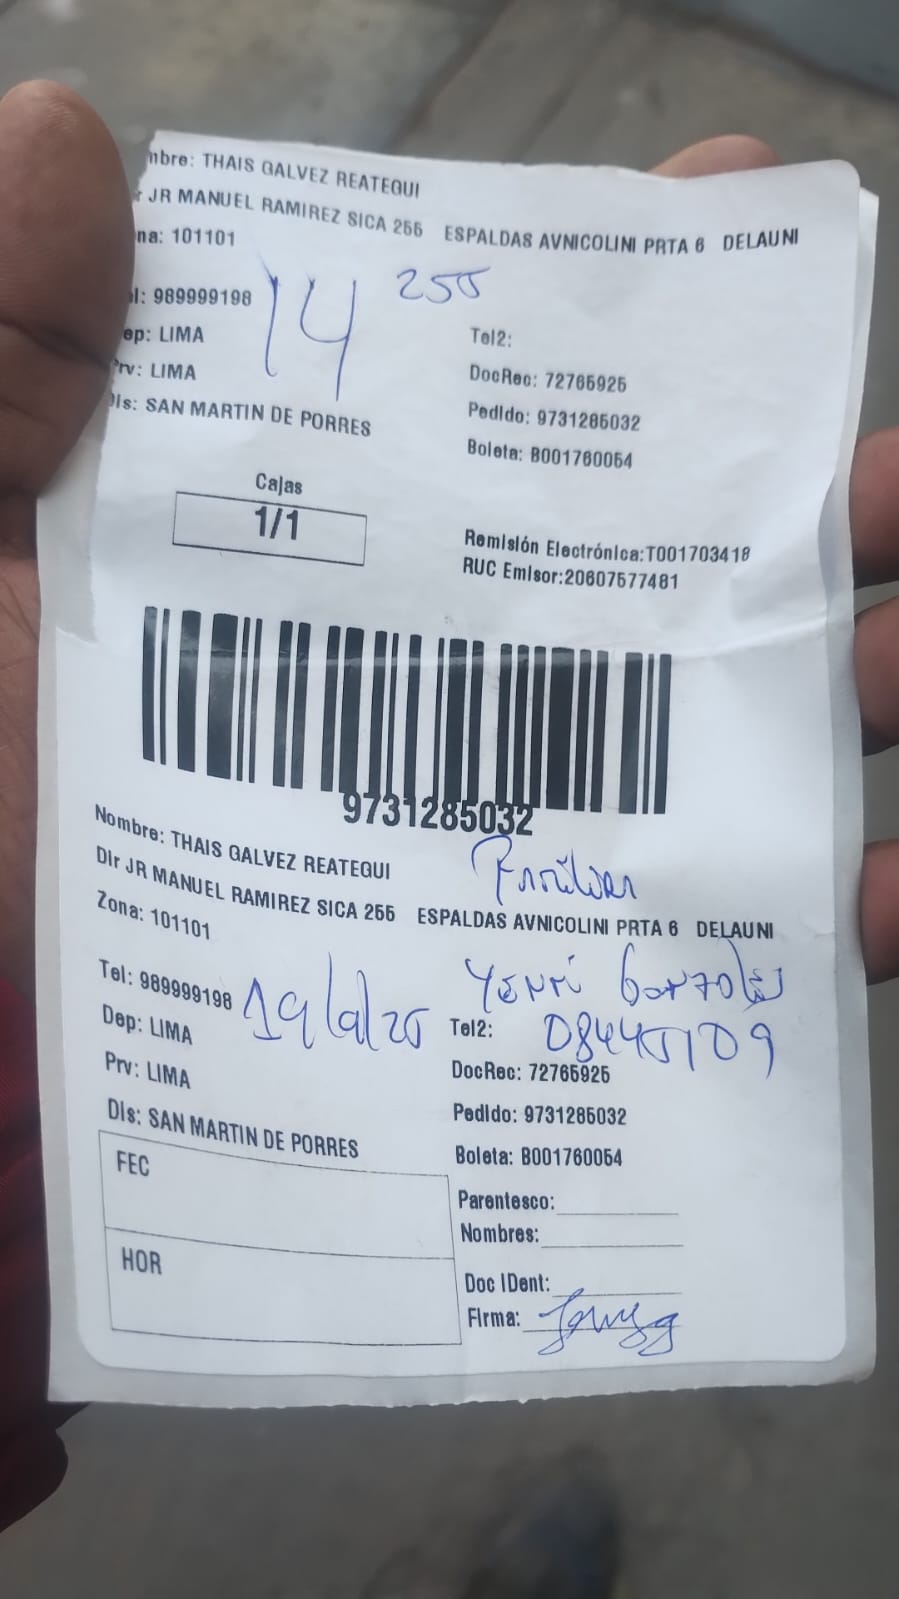 mbre: THAIS GALVEZ REATEGUI
r JR MANUEL RAMIREZ SICA 255 ESPALDAS AVNICOLINI PRTA 6 DELAUNI
na: 101101
14 255
l: 989999198
Tel2:
ep: LIMA
DocRec: 72765925
Prv: LIMA
Pedido: 9731285032
Dis: SAN MARTIN DE PORRES
Boleta: B001760054
Cajas
1/1
Remisión Electrónica:T001703418
RUC Emisor:20607577481
9731285032
Nombre: THAIS GALVEZ REATEGUI
Familiar
Dir JR MANUEL RAMIREZ SICA 255 ESPALDAS AVNICOLINI PRTA 6 DELAUNI
Zona: 101101
Yenni Gonzoles
Tel: 989999198
Tel2: 08445109
Dep: LIMA
DocRec: 72765925
Prv: LIMA
Pedido: 9731285032
Dis: SAN MARTIN DE PORRES
Boleta: B001760054
FEC
Parentesco:
Nombres:
HOR
Doc IDent:
Firma: